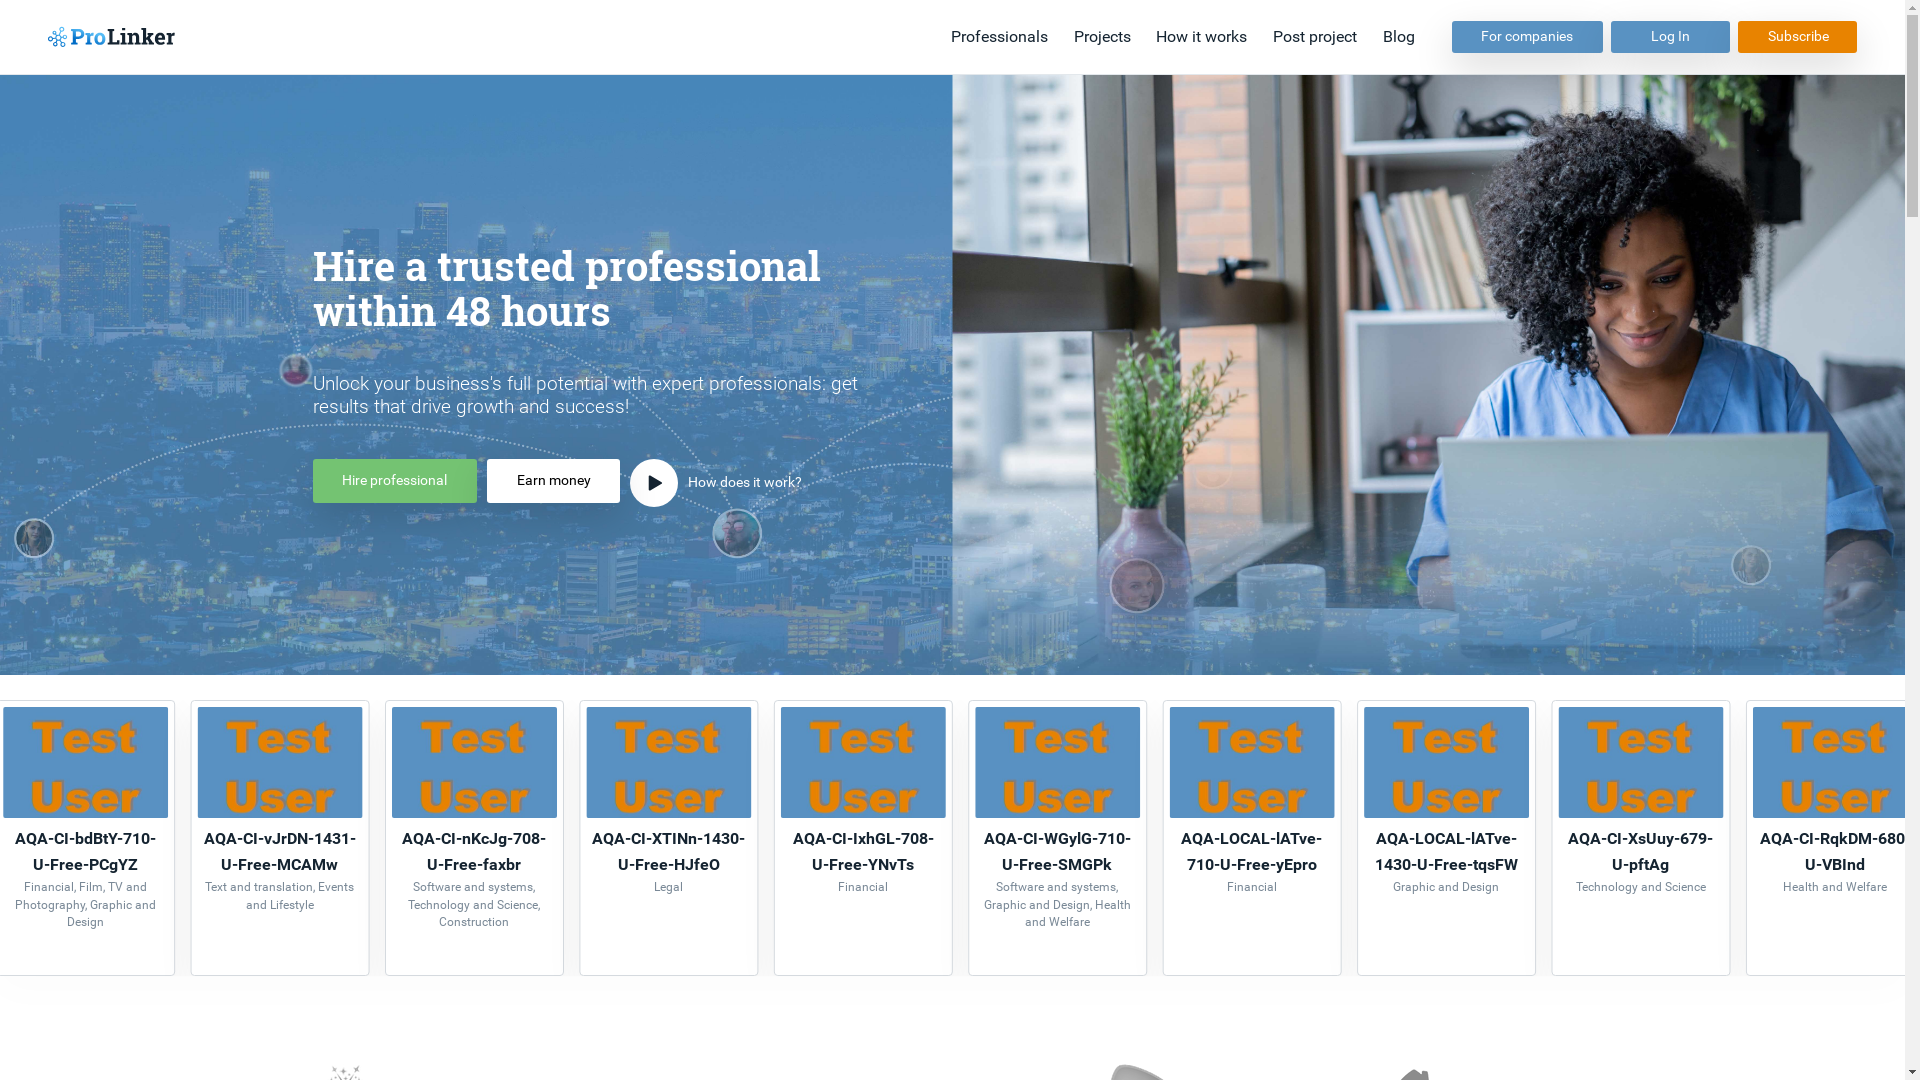 ProLinker
Professionals
Projects
How it works
Post project
Blog
For companies
Log In
Subscribe
Hire a trusted professional
within 48 hours
Unlock your business's full potential with expert professionals: get
results that drive growth and success!
Hire professional
Earn money
How does it work?
Test
User
AQA-CI-bdBtY-710-
U-Free-PCgYZ
Financial, Film, TV and
Photography, Graphic and
Design
Test
User
AQA-CI-vJrDN-1431-
U-Free-MCAMw
Text and translation, Events
and Lifestyle
Test
User
AQA-CI-nKcJg-708-
U-Free-faxbr
Software and systems,
Technology and Science,
Construction
Test
User
AQA-CI-XTINn-1430-
U-Free-HJfeO
Legal
Test
User
AQA-CI-IxhGL-708-
U-Free-YNvTs
Financial
Test
User
AQA-CI-WGylG-710-
U-Free-SMGPk
Software and systems,
Graphic and Design, Health
and Welfare
Test
User
AQA-LOCAL-lATve-
710-U-Free-yEpro
Financial
Test
User
AQA-LOCAL-lATve-
1430-U-Free-tqsFW
Graphic and Design
Test
User
AQA-CI-XsUuy-679-
U-pftAg
Technology and Science
Test
User
AQA-CI-RqkDM-680
U-VBInd
Health and Welfare